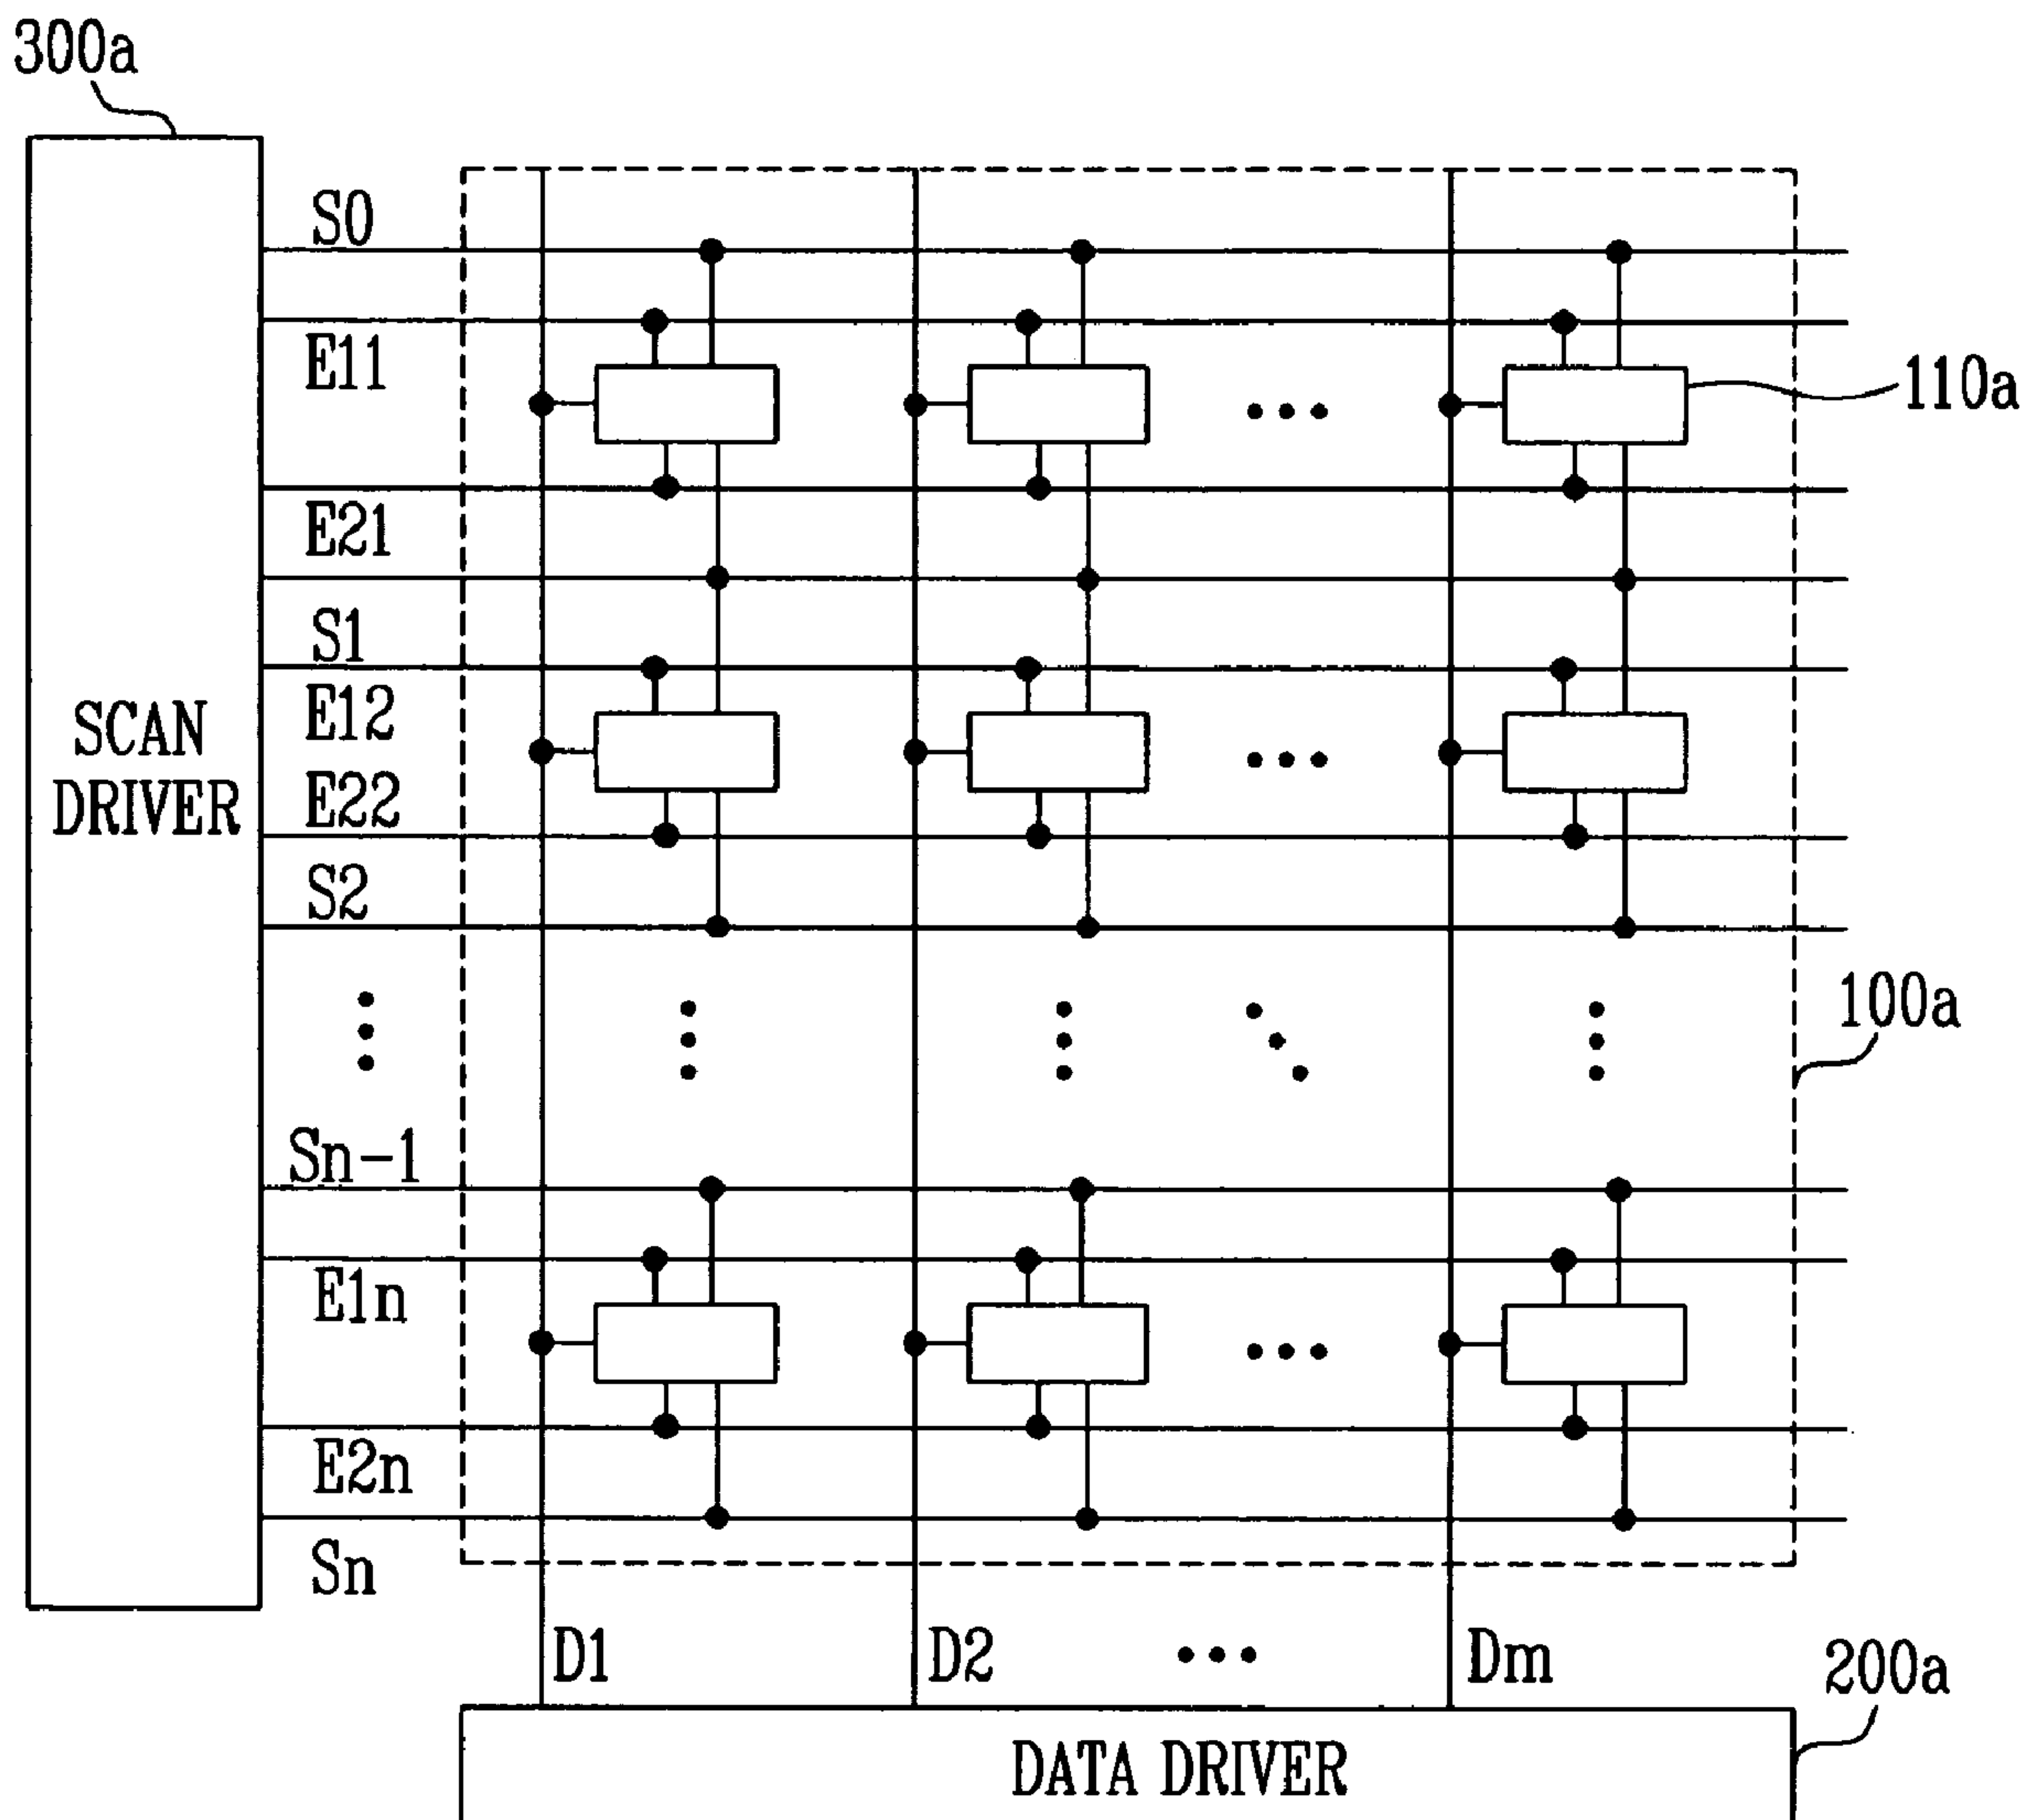 300a
S0
E11
110a
E21
S1
E12
SCAN
DRIVER
E22
S2
100a
Sn-1
E1n
E2n
Sn
D1 D2 ••• Dm
200a
DATA DRIVER